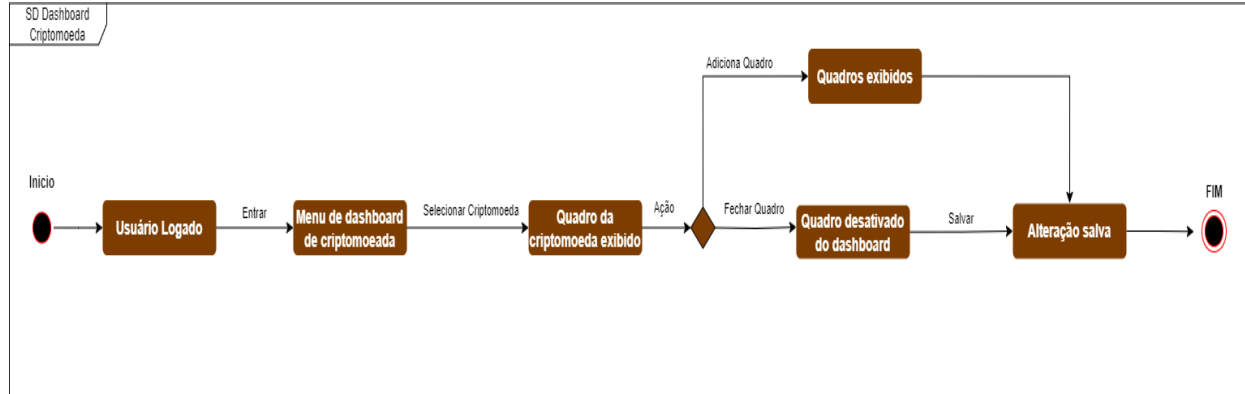 SD Dashboard
Criptomoeda
Adiciona Quadro
Quadros exibidos
Inicio
Usuário Logado
Entrar
Menu de dashboard
de criptomoeada
Selecionar Criptomoeda
Quadro da
criptomoeda exibido
Ação
Fechar Quadro
Quadro desativado
do dashboard
Salvar
Alteração salva
FIM